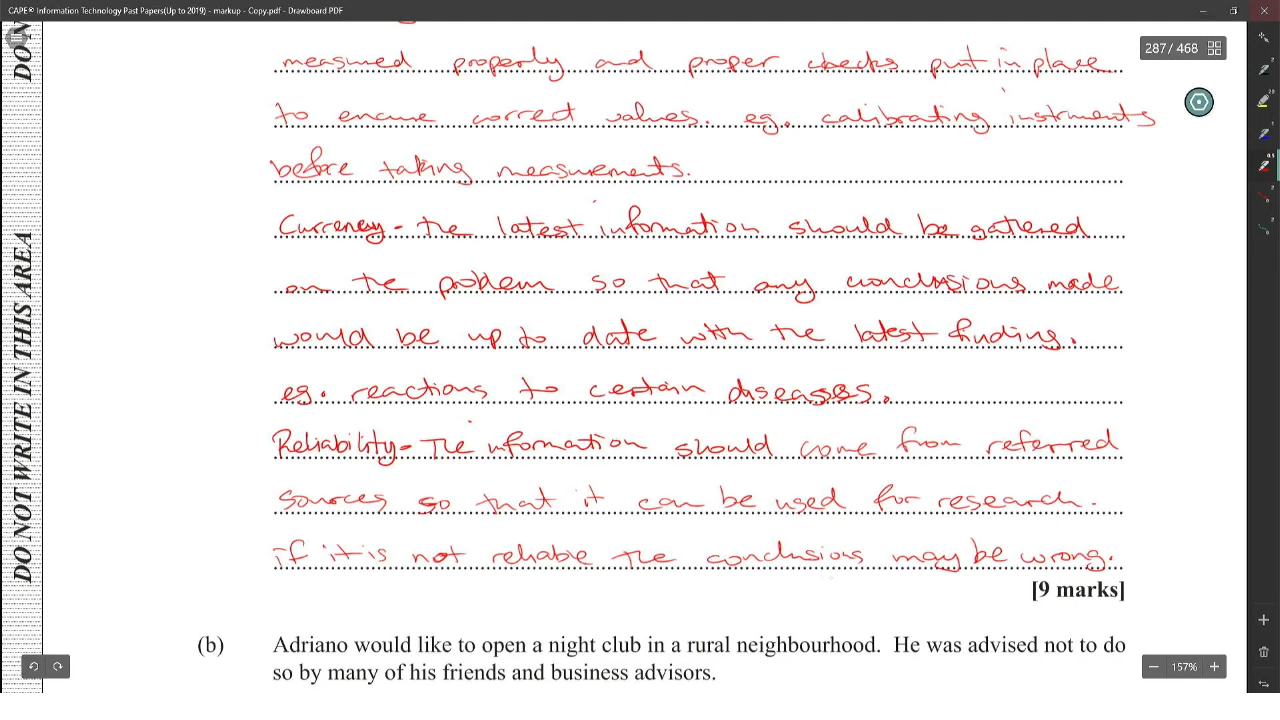 CAPE® Information Technology Past Papers(Up to 2019) - markup - Copy.pdf - Drawboard PDF
287 / 468
measured properly and proper checks put in place
to encure correct values eg. calibrating instruments
before taking measurements.
Currency - the latest information should be gathered
on the problem so that any conclusions made
would be up to date with the latest finding.
eg. reactions to certain diseases.
Reliability - The information should come from referred
sources so that it can be used for research.
if it is not reliable the conclusions may be wrong.
[9 marks]
(b) Adriano would like to open a night club in a rural neighbourhood. He was advised not to do
so by many of his friends and business advisors.
DO NOT WRITE IN THIS AREA
DON
157%